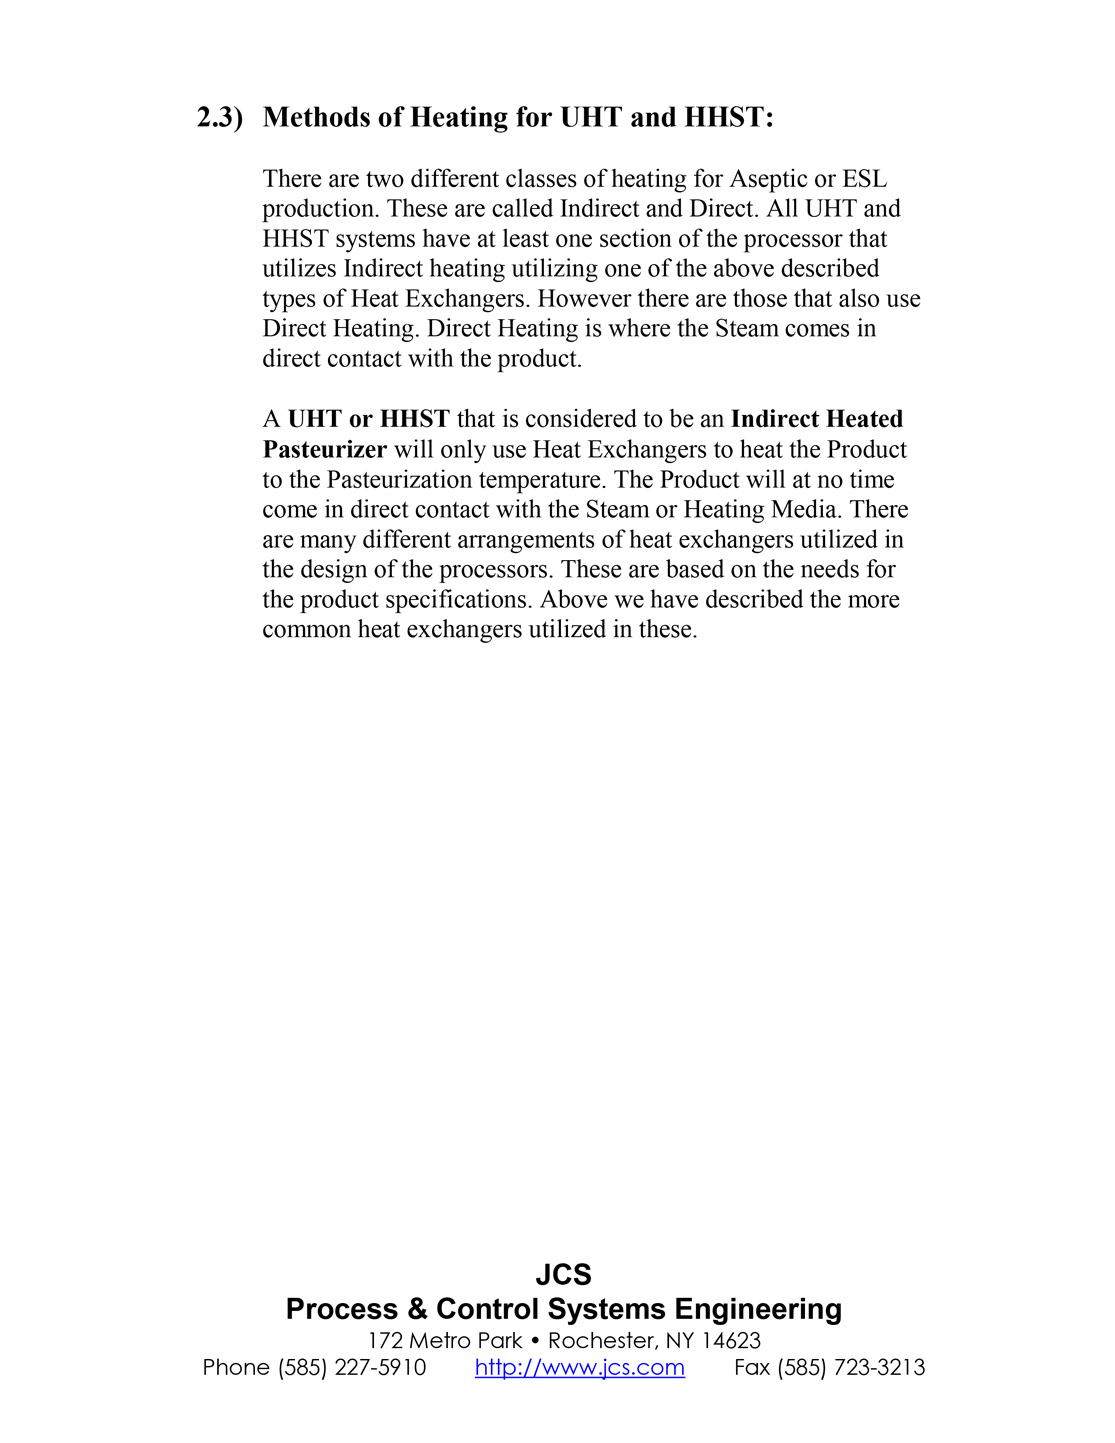 2.3) Methods of Heating for UHT and HHST:
There are two different classes of heating for Aseptic or ESL
production. These are called Indirect and Direct. All UHT and
HHST systems have at least one section of the processor that
utilizes Indirect heating utilizing one of the above described
types of Heat Exchangers. However there are those that also use
Direct Heating. Direct Heating is where the Steam comes in
direct contact with the product.
A UHT or HHST that is considered to be an Indirect Heated
Pasteurizer will only use Heat Exchangers to heat the Product
to the Pasteurization temperature. The Product will at no time
come in direct contact with the Steam or Heating Media. There
are many different arrangements of heat exchangers utilized in
the design of the processors. These are based on the needs for
the product specifications. Above we have described the more
common heat exchangers utilized in these.
JCS
Process & Control Systems Engineering
172 Metro Park • Rochester, NY 14623
Phone (585) 227-5910 http://www.jcs.com Fax (585) 723-3213